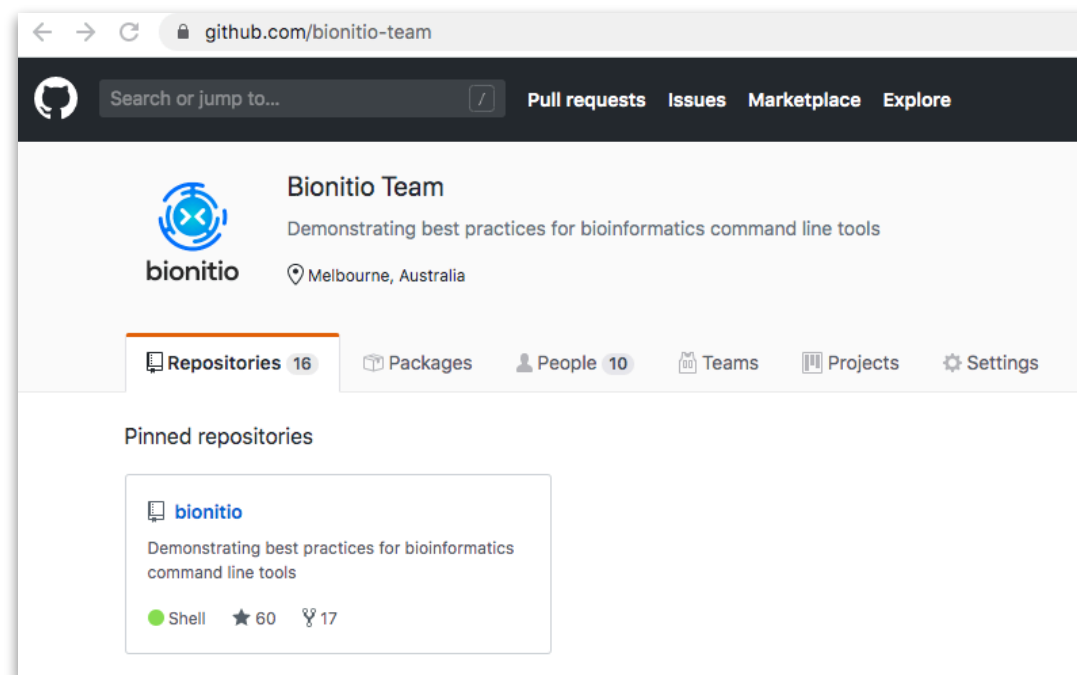 github.com/bionitio-team
Search or jump to... / Pull requests Issues Marketplace Explore
Bionitio Team
Demonstrating best practices for bioinformatics command line tools
bionitio
Melbourne, Australia
Repositories 16 Packages People 10 Teams Projects Settings
Pinned repositories
bionitio
Demonstrating best practices for bioinformatics
command line tools
Shell 60 17